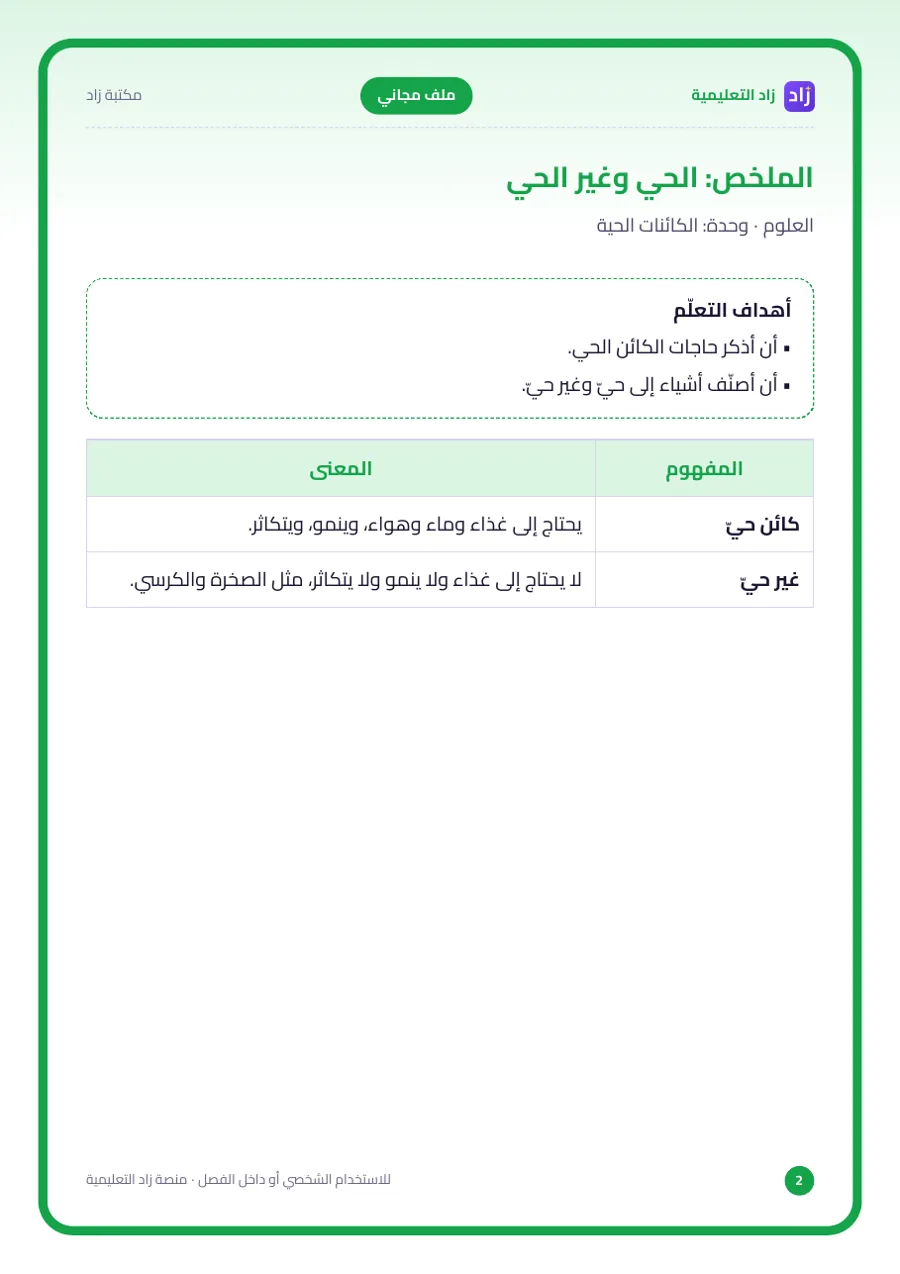 زاد زاد التعليمية
ملف مجاني
مكتبة زاد
الملخص: الحي وغير الحي
العلوم · وحدة: الكائنات الحية
أهداف التعلّم
▪ أن أذكر حاجات الكائن الحي.
▪ أن أصنّف أشياء إلى حيّ وغير حيّ.
المفهوم المعنى
كائن حيّ يحتاج إلى غذاء وماء وهواء، وينمو، ويتكاثر.
غير حيّ لا يحتاج إلى غذاء ولا ينمو ولا يتكاثر، مثل الصخرة والكرسي.
2
للاستخدام الشخصي أو داخل الفصل · منصة زاد التعليمية